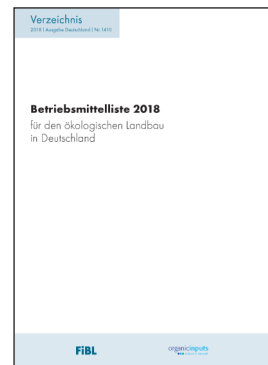 Verzeichnis
2018 | Ausgabe Deutschland | Nr. 1410
Betriebsmittelliste 2018
für den ökologischen Landbau
in Deutschland
FiBL
organicinputs